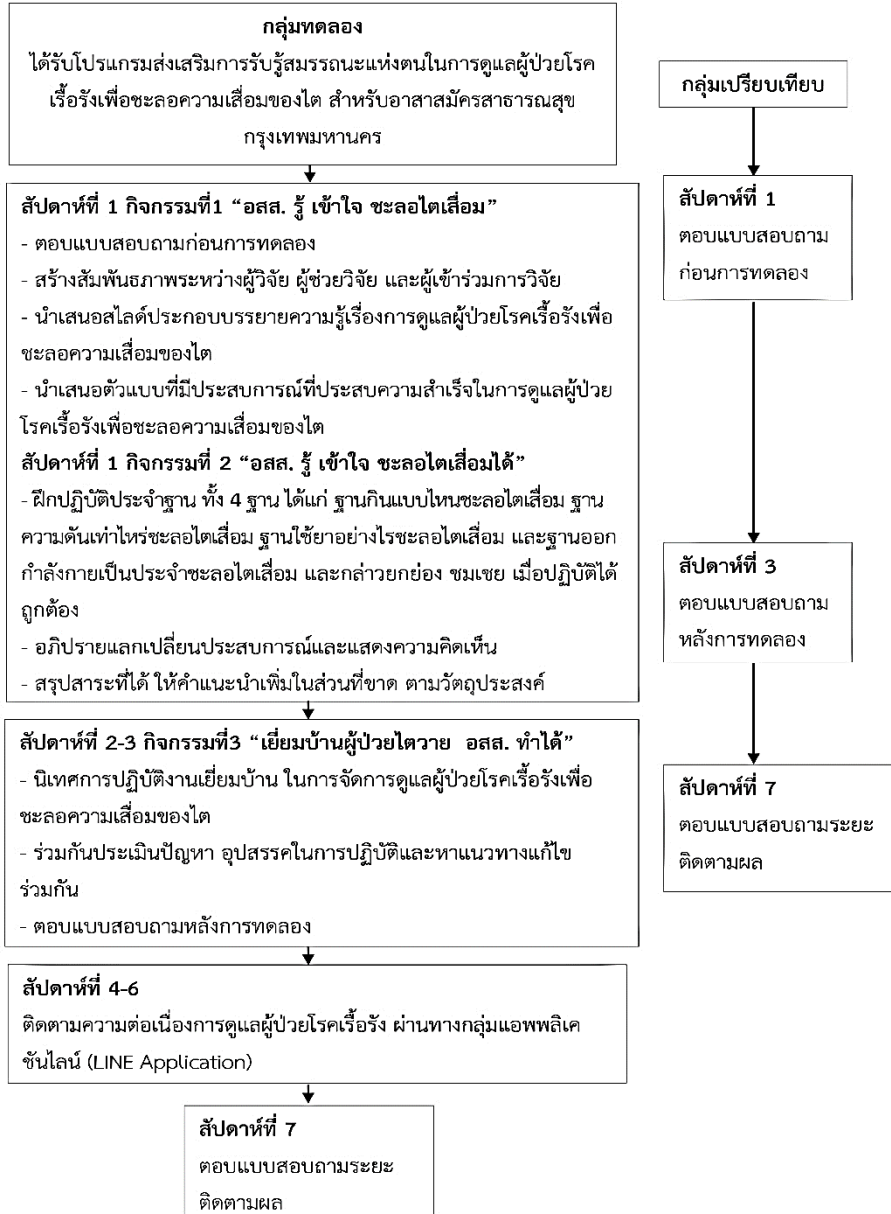 กลุ่มทดลอง
ได้รับโปรแกรมส่งเสริมการรับรู้สมรรถนะแห่งตนในการดูแลผู้ป่วยโรค
เรื้อรังเพื่อชะลอความเสื่อมของไต สำหรับอาสาสมัครสาธารณสุข
กรุงเทพมหานคร
สัปดาห์ที่ 1 กิจกรรมที่1 “อสส. รู้ เข้าใจ ชะลอไตเสื่อม”
- ตอบแบบสอบถามก่อนการทดลอง
- สร้างสัมพันธภาพระหว่างผู้วิจัย ผู้ช่วยวิจัย และผู้เข้าร่วมการวิจัย
- นำเสนอสไลด์ประกอบบรรยายความรู้เรื่องการดูแลผู้ป่วยโรคเรื้อรังเพื่อ
ชะลอความเสื่อมของไต
- นำเสนอตัวแบบที่มีประสบการณ์ที่ประสบความสำเร็จในการดูแลผู้ป่วย
โรคเรื้อรังเพื่อชะลอความเสื่อมของไต
สัปดาห์ที่ 1 กิจกรรมที่ 2 “อสส. รู้ เข้าใจ ชะลอไตเสื่อมได้”
- ฝึกปฏิบัติประจำฐาน ทั้ง 4 ฐาน ได้แก่ ฐานกินแบบไหนชะลอไตเสื่อม ฐาน
ความดันเท่าไหร่ชะลอไตเสื่อม ฐานใช้ยาอย่างไรชะลอไตเสื่อม และฐานออก
กำลังกายเป็นประจำชะลอไตเสื่อม และกล่าวยกย่อง ชมเชย เมื่อปฏิบัติได้
ถูกต้อง
- อภิปรายแลกเปลี่ยนประสบการณ์และแสดงความคิดเห็น
- สรุปสาระที่ได้ ให้คำแนะนำเพิ่มในส่วนที่ขาด ตามวัตถุประสงค์
สัปดาห์ที่ 2-3 กิจกรรมที่3 “เยี่ยมบ้านผู้ป่วยไตวาย อสส. ทำได้”
- นิเทศการปฏิบัติงานเยี่ยมบ้าน ในการจัดการดูแลผู้ป่วยโรคเรื้อรังเพื่อ
ชะลอความเสื่อมของไต
- ร่วมกันประเมินปัญหา อุปสรรคในการปฏิบัติและหาแนวทางแก้ไข
ร่วมกัน
- ตอบแบบสอบถามหลังการทดลอง
สัปดาห์ที่ 4-6
ติดตามความต่อเนื่องการดูแลผู้ป่วยโรคเรื้อรัง ผ่านทางกลุ่มแอพพลิเค
ชันไลน์ (LINE Application)
สัปดาห์ที่ 7
ตอบแบบสอบถามระยะ
ติดตามผล
กลุ่มเปรียบเทียบ
สัปดาห์ที่ 1
ตอบแบบสอบถาม
ก่อนการทดลอง
สัปดาห์ที่ 3
ตอบแบบสอบถาม
หลังการทดลอง
สัปดาห์ที่ 7
ตอบแบบสอบถามระยะ
ติดตามผล